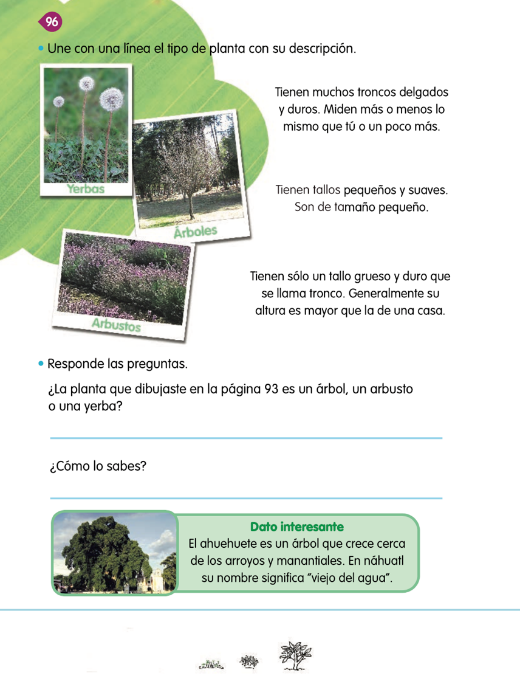 96
Une con una línea el tipo de planta con su descripción.
Yerbas
Árboles
Arbustos
Tienen muchos troncos delgados
y duros. Miden más o menos lo
mismo que tú o un poco más.
Tienen tallos pequeños y suaves.
Son de tamaño pequeño.
Tienen sólo un tallo grueso y duro que
se llama tronco. Generalmente su
altura es mayor que la de una casa.
Responde las preguntas.
¿La planta que dibujaste en la página 93 es un árbol, un arbusto
o una yerba?
¿Cómo lo sabes?
Dato interesante
El ahuehuete es un árbol que crece cerca
de los arroyos y manantiales. En náhuatl
su nombre significa "viejo del agua".